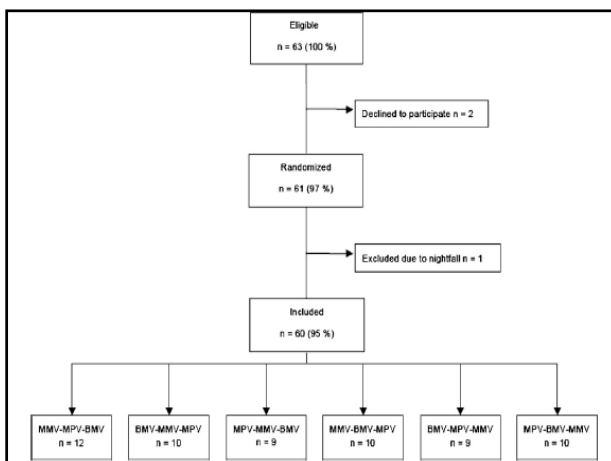 Eligible
n = 63 (100 %)
Declined to participate n = 2
Randomized
n = 61 (97 %)
Excluded due to nightfall n = 1
Included
n = 60 (95 %)
MMV-MPV-BMV
n = 12
BMV-MMV-MPV
n = 10
MPV-MMV-BMV
n = 9
MMV-BMV-MPV
n = 10
BMV-MPV-MMV
n = 9
MPV-BMV-MMV
n = 10